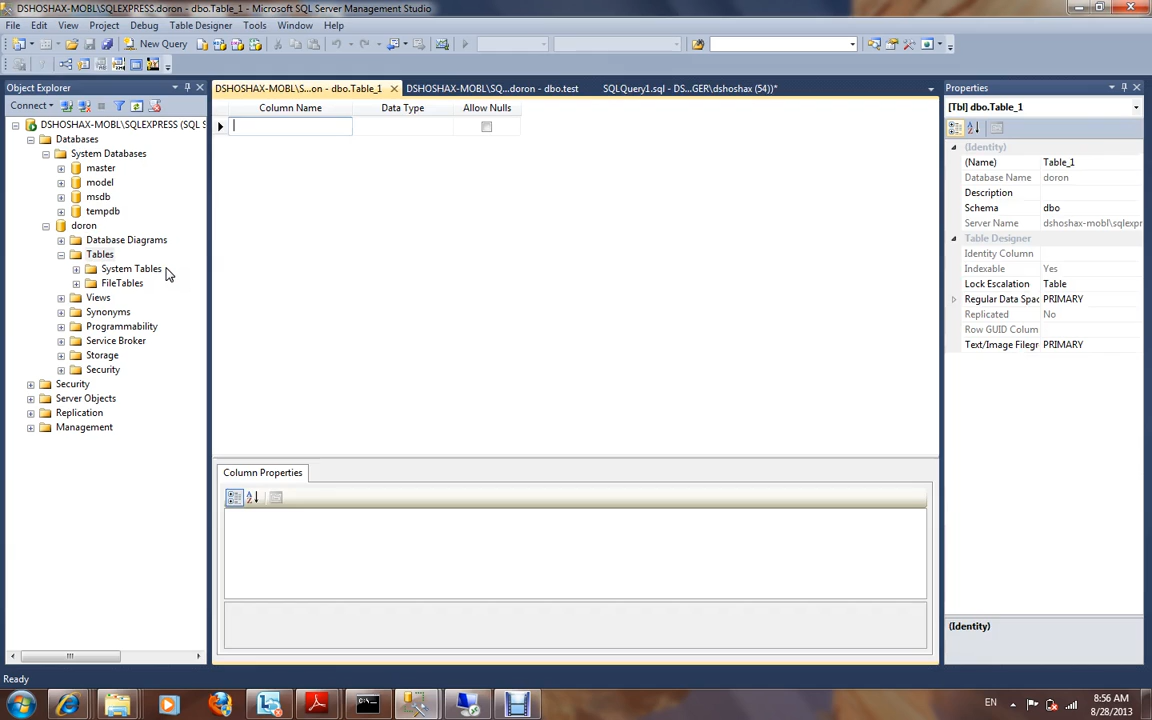 DSHOSHAX-MOBL\SQLEXPRESS.doron - dbo.Table_1 - Microsoft SQL Server Management Studio
File Edit View Project Debug Table Designer Tools Window Help
New Query
Object Explorer
Connect
DSHOSHAX-MOBL\SQLEXPRESS (SQL S
Databases
System Databases
master
model
msdb
tempdb
doron
Database Diagrams
Tables
System Tables
FileTables
Views
Synonyms
Programmability
Service Broker
Storage
Security
Security
Server Objects
Replication
Management
DSHOSHAX-MOBL\S...on - dbo.Table_1 DSHOSHAX-MOBL\SQ...doron - dbo.test SQLQuery1.sql - DS...GER\dshoshax (54))*
Column Name Data Type Allow Nulls
Column Properties
Properties
[Tbl] dbo.Table_1
(Identity)
(Name) Table_1
Database Name doron
Description
Schema dbo
Server Name dshoshax-mobl\sqlexpr
Table Designer
Identity Column
Indexable Yes
Lock Escalation Table
Regular Data Spac PRIMARY
Replicated No
Row GUID Colum
Text/Image Filegr PRIMARY
(Identity)
Ready
EN
8:56 AM
8/28/2013